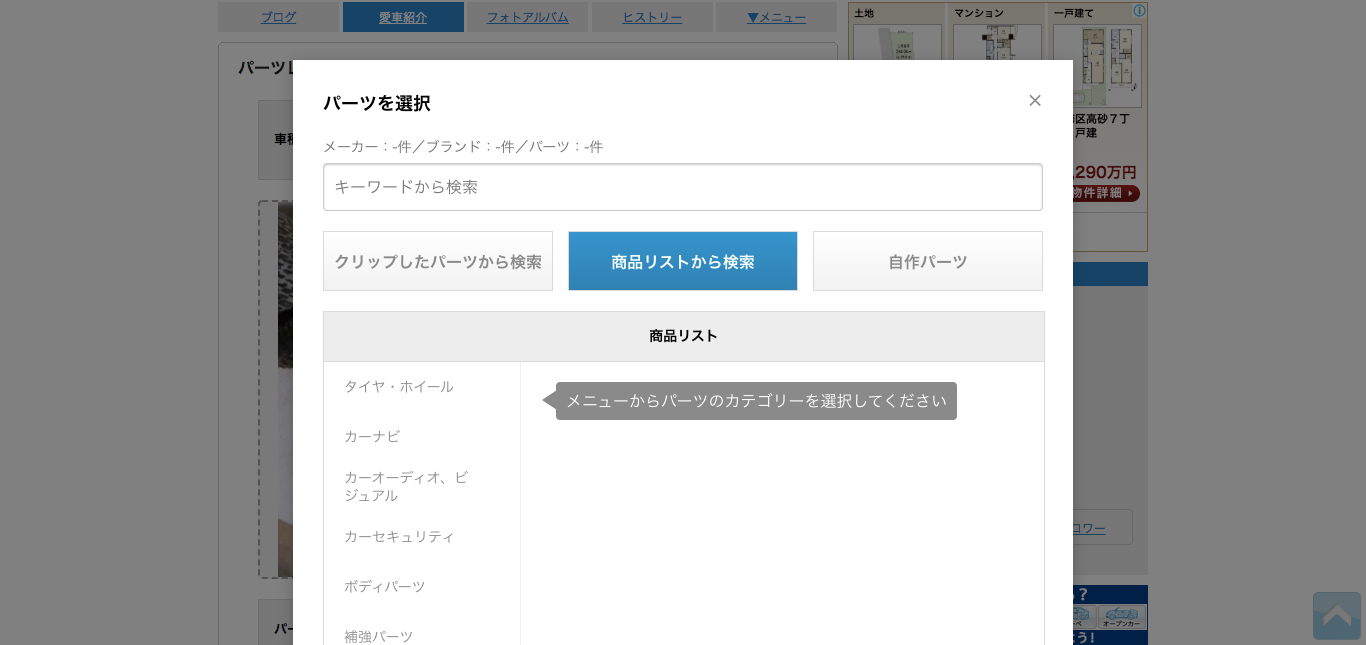 ブログ
愛車紹介
フォトアルバム
ヒストリー
▼メニュー
土地
マンション
一戸建て
パーツ
パーツを選択
メーカー：-件／ブランド：-件／パーツ：-件
キーワードから検索
クリップしたパーツから検索
商品リストから検索
自作パーツ
商品リスト
タイヤ・ホイール
カーナビ
カーオーディオ、ビ
ジュアル
カーセキュリティ
ボディパーツ
補強パーツ
メニューからパーツのカテゴリーを選択してください
区高砂７丁
戸建
290万円
物件詳細
ロワー
？
オープンカー
う!